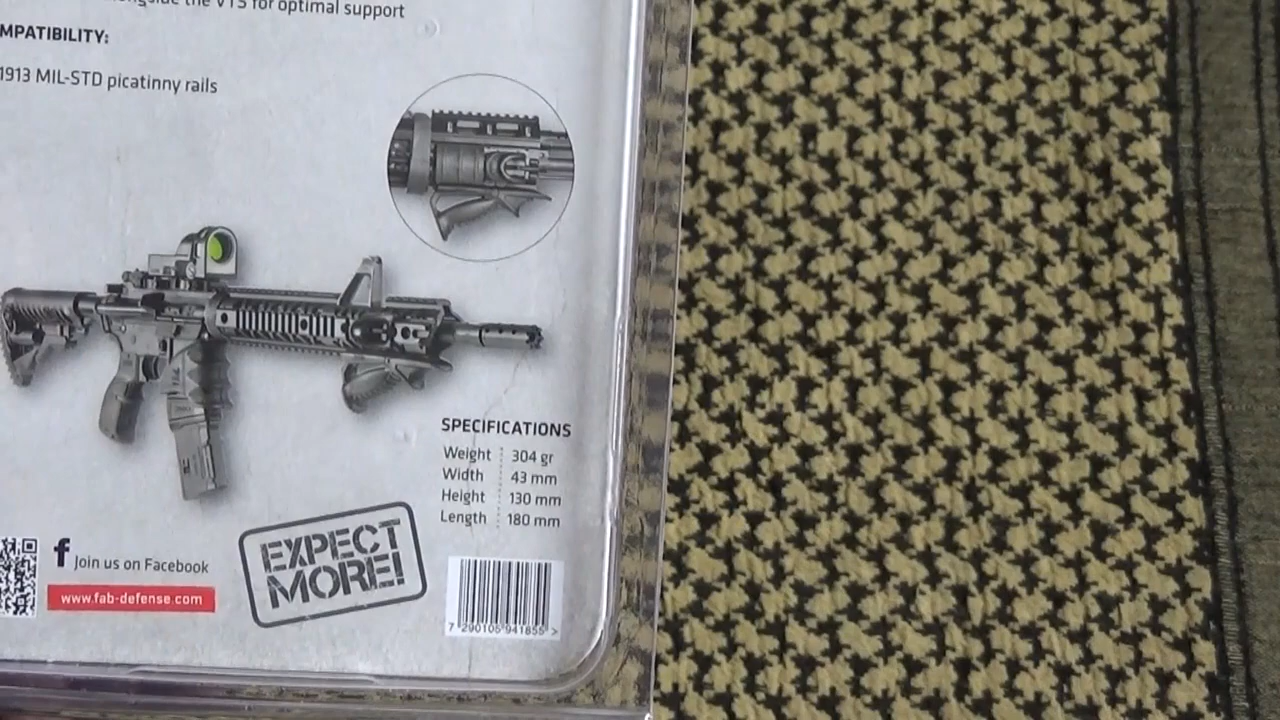 the VTS for optimal support
MPATIBILITY:
1913 MIL-STD picatinny rails
SPECIFICATIONS
Weight 304 gr
Width 43 mm
Height 130 mm
Length 180 mm
EXPECT
MORE!
f Join us on Facebook
www.fab-defense.com
7 290105 941855 >